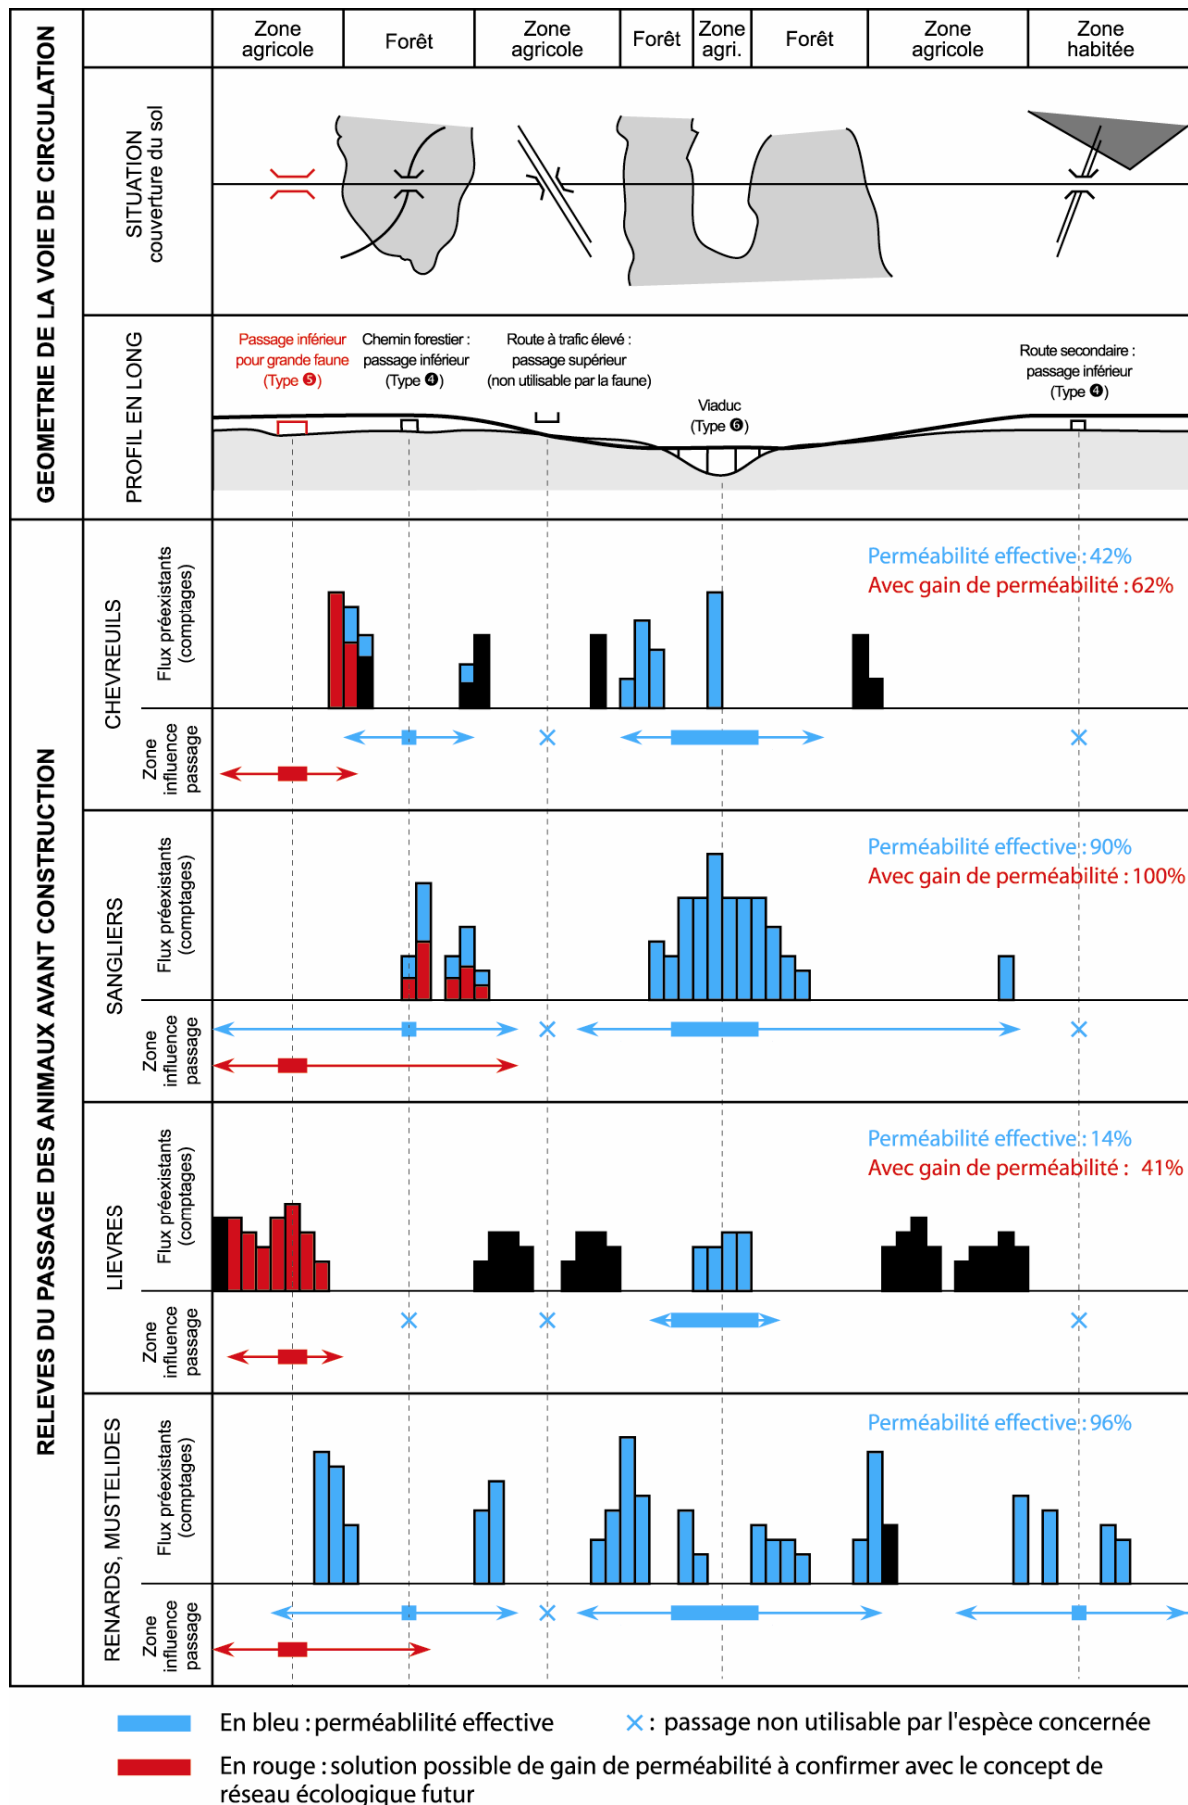 GEOMETRIE DE LA VOIE DE CIRCULATION
Zone
agricole
Forêt
Zone
agricole
Forêt
Zone
agri.
Forêt
Zone
agricole
Zone
habitée
SITUATION
couverture du sol
PROFIL EN LONG
Passage inférieur
pour grande faune
(Type ❺)
Chemin forestier :
passage inférieur
(Type ❹)
Route à trafic élevé :
passage supérieur
(non utilisable par la faune)
Viaduc
(Type ❻)
Route secondaire :
passage inférieur
(Type ❹)
RELEVES DU PASSAGE DES ANIMAUX AVANT CONSTRUCTION
CHEVREUILS
Flux préexistants
(comptages)
Perméabilité effective : 42%
Avec gain de perméabilité : 62%
Zone
influence
passage
SANGLIERS
Flux préexistants
(comptages)
Perméabilité effective : 90%
Avec gain de perméabilité : 100%
Zone
influence
passage
LIEVRES
Flux préexistants
(comptages)
Perméabilité effective : 14%
Avec gain de perméabilité : 41%
Zone
influence
passage
RENARDS, MUSTELIDES
Flux préexistants
(comptages)
Perméabilité effective : 96%
Zone
influence
passage
En bleu : perméablilité effective
× : passage non utilisable par l'espèce concernée
En rouge : solution possible de gain de perméabilité à confirmer avec le concept de
réseau écologique futur